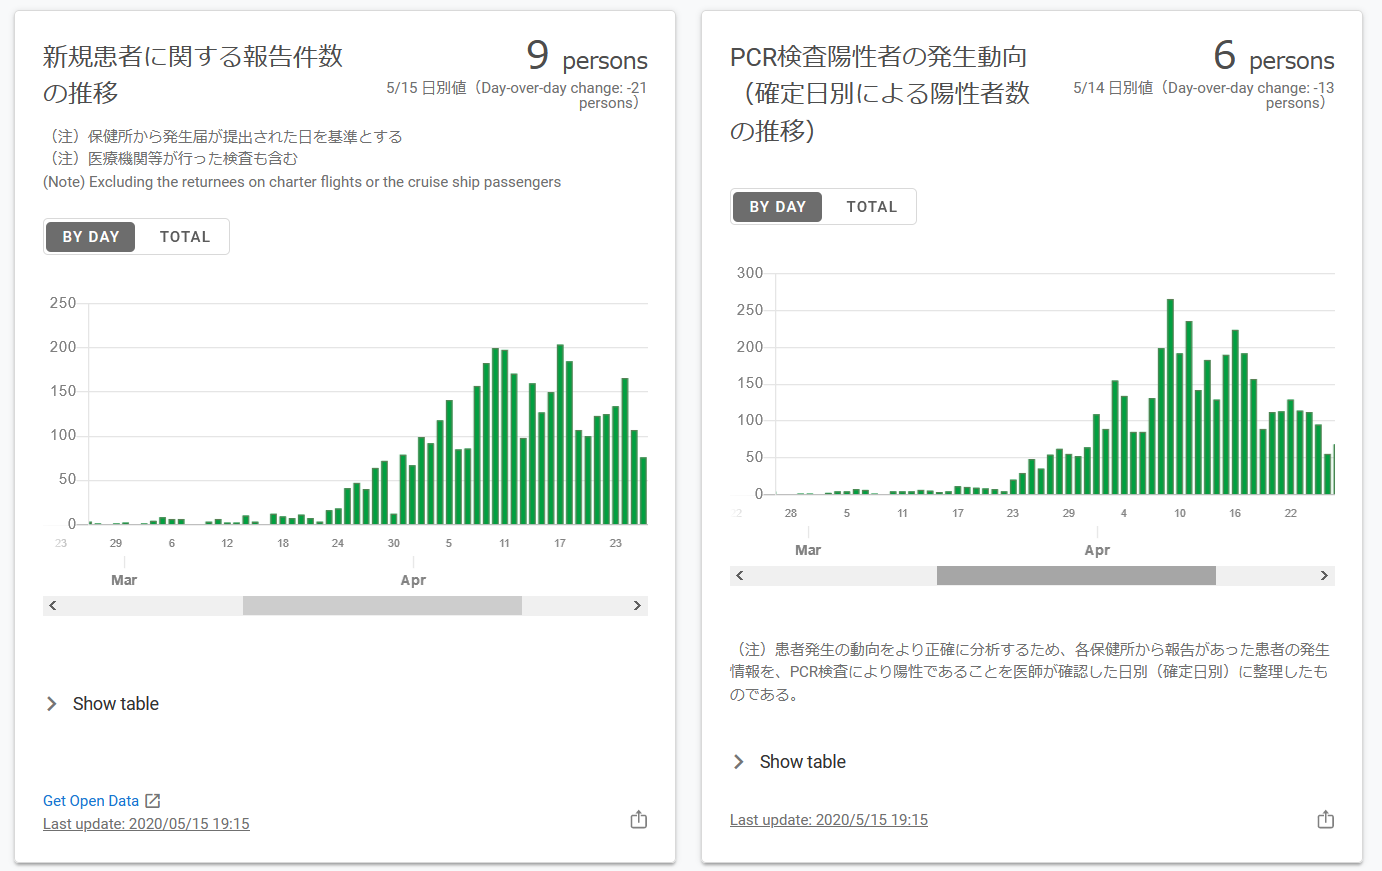 新規患者に関する報告件数
の推移
9 persons
5/15 日別値（Day-over-day change: -21
persons）
（注）保健所から発生届が提出された日を基準とする
（注）医療機関等が行った検査も含む
(Note) Excluding the returnees on charter flights or the cruise ship passengers
BY DAY TOTAL
250
200
150
100
50
0
23 29 6 12 18 24 30 5 11 17 23
Mar Apr
Show table
Get Open Data
Last update: 2020/05/15 19:15
PCR検査陽性者の発生動向
（確定日別による陽性者数
の推移）
6 persons
5/14 日別値（Day-over-day change: -13
persons）
BY DAY TOTAL
300
250
200
150
100
50
0
22 28 5 11 17 23 29 4 10 16 22
Mar Apr
（注）患者発生の動向をより正確に分析するため、各保健所から報告があった患者の発生
情報を、PCR検査により陽性であることを医師が確認した日別（確定日別）に整理したも
のである。
Show table
Last update: 2020/5/15 19:15